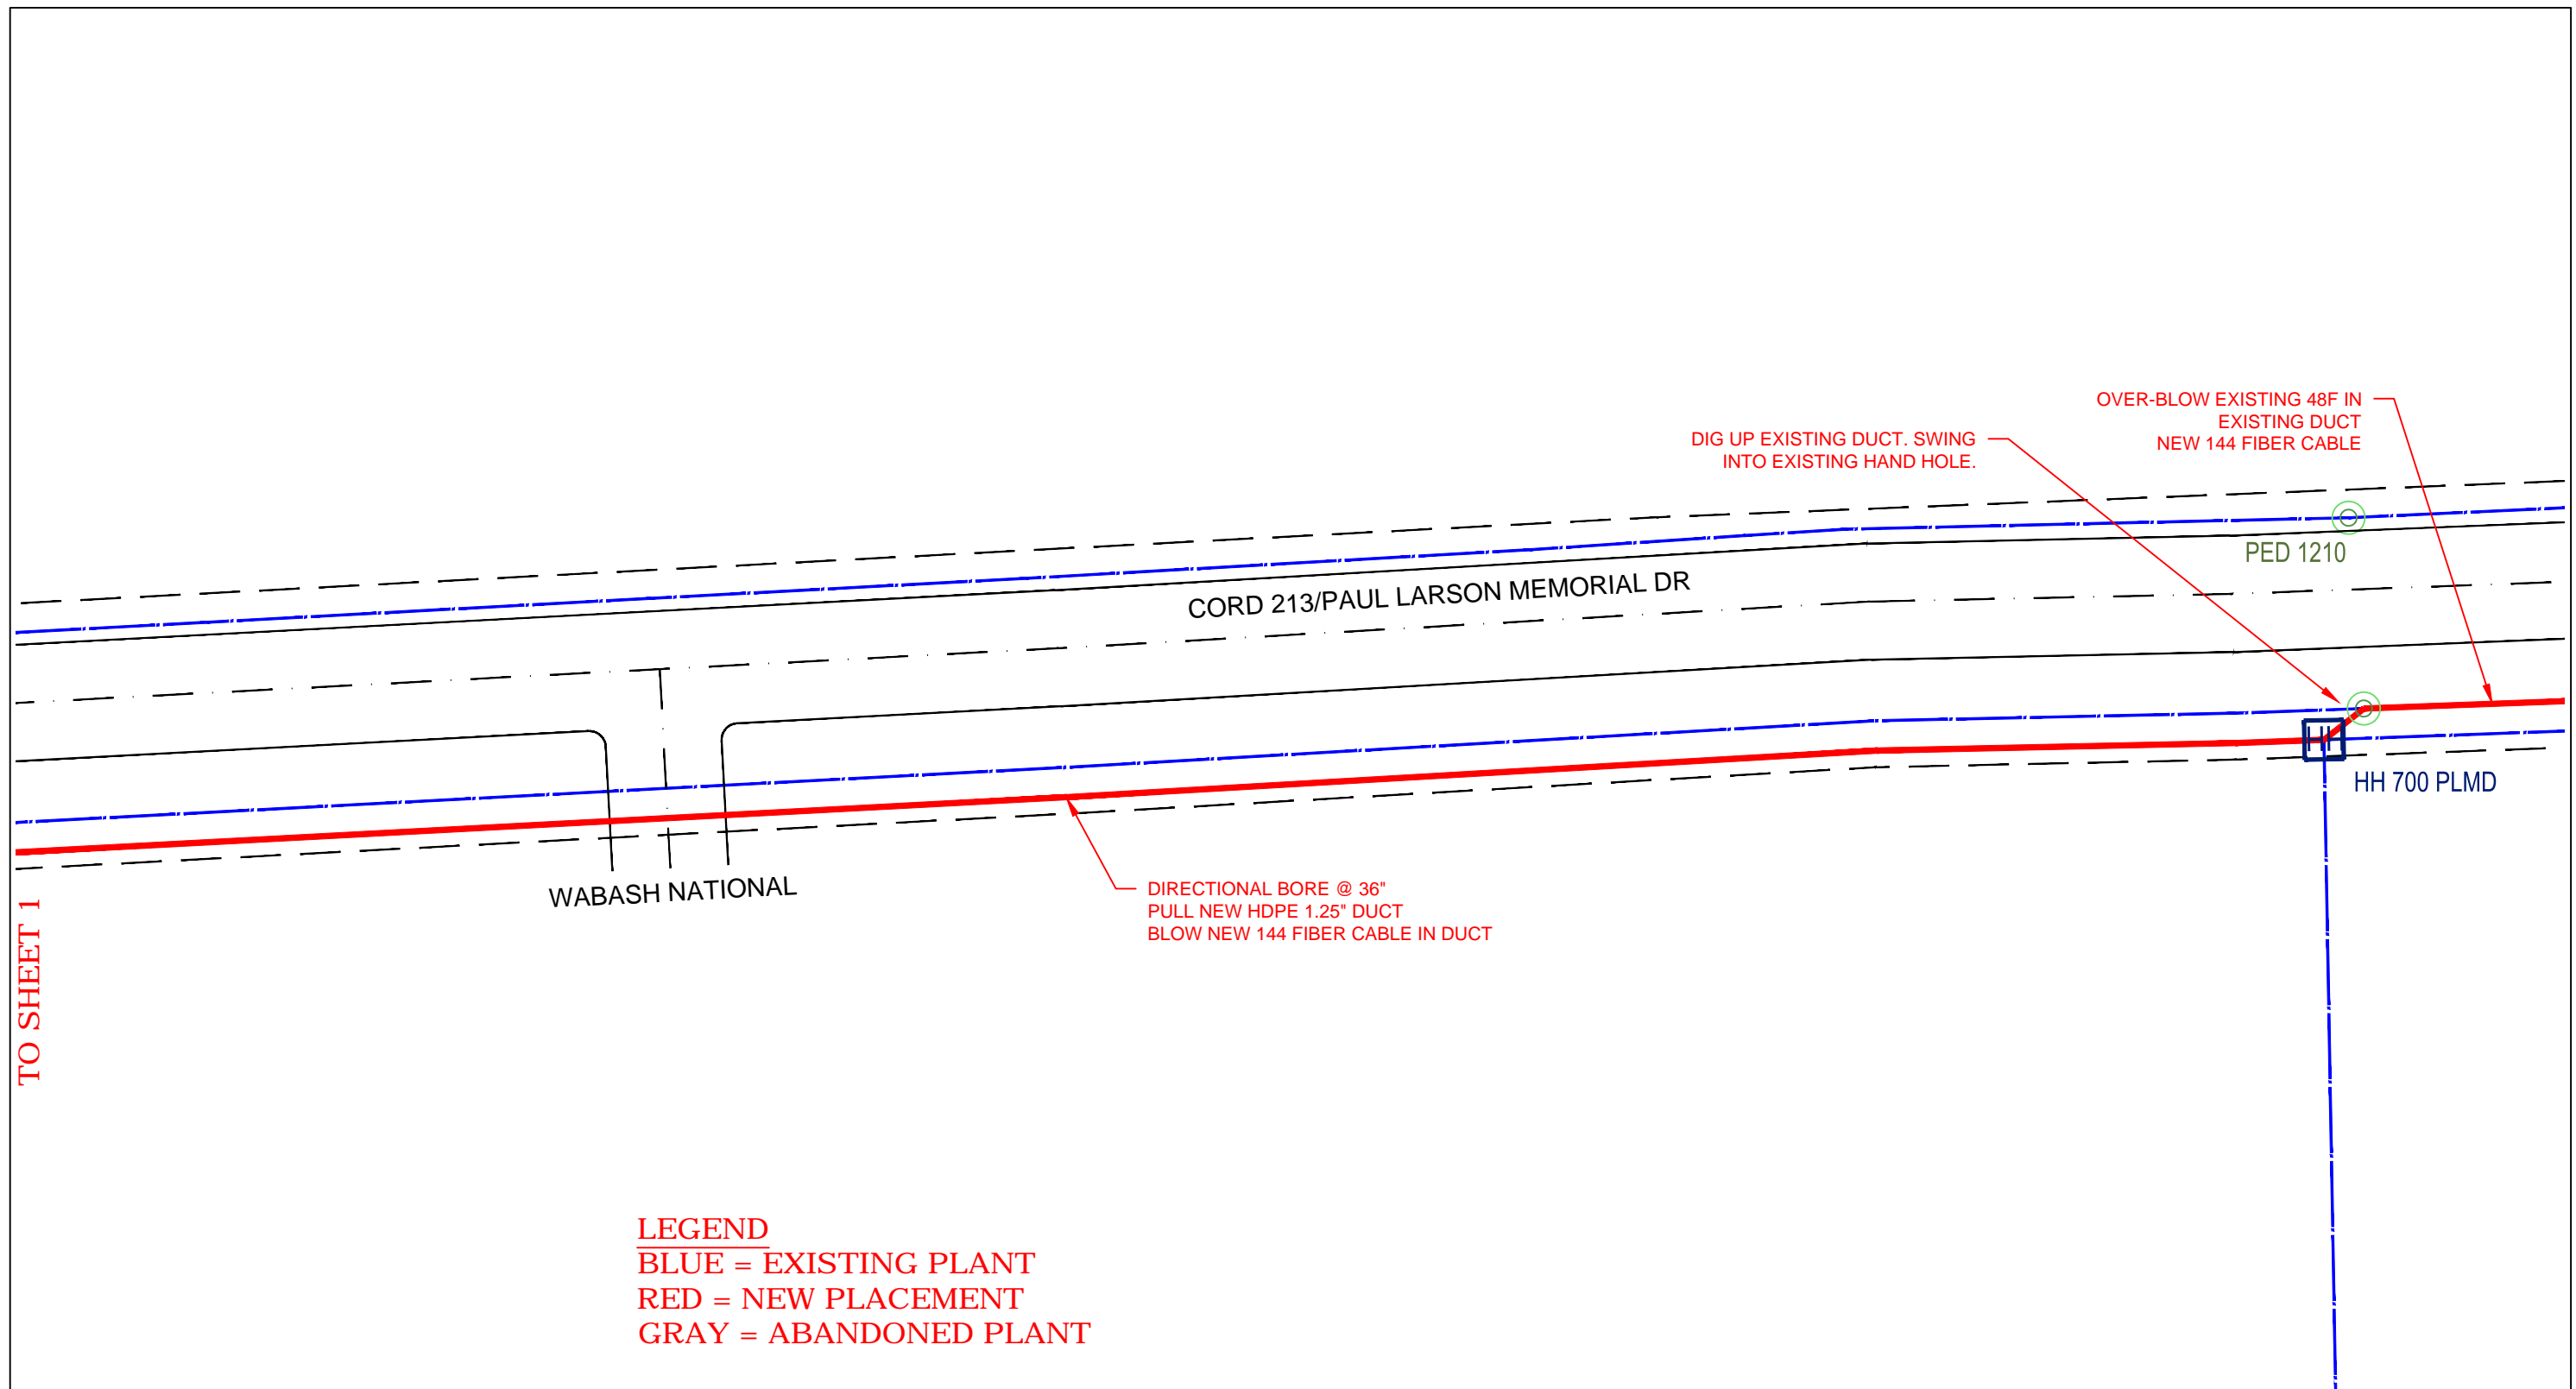 OVER-BLOW EXISTING 48F IN
EXISTING DUCT
NEW 144 FIBER CABLE
DIG UP EXISTING DUCT. SWING
INTO EXISTING HAND HOLE.
PED 1210
CORD 213/PAUL LARSON MEMORIAL DR
HH
HH 700 PLMD
WABASH NATIONAL
DIRECTIONAL BORE @ 36"
PULL NEW HDPE 1.25" DUCT
BLOW NEW 144 FIBER CABLE IN DUCT
TO SHEET 1
LEGEND
BLUE = EXISTING PLANT
RED = NEW PLACEMENT
GRAY = ABANDONED PLANT